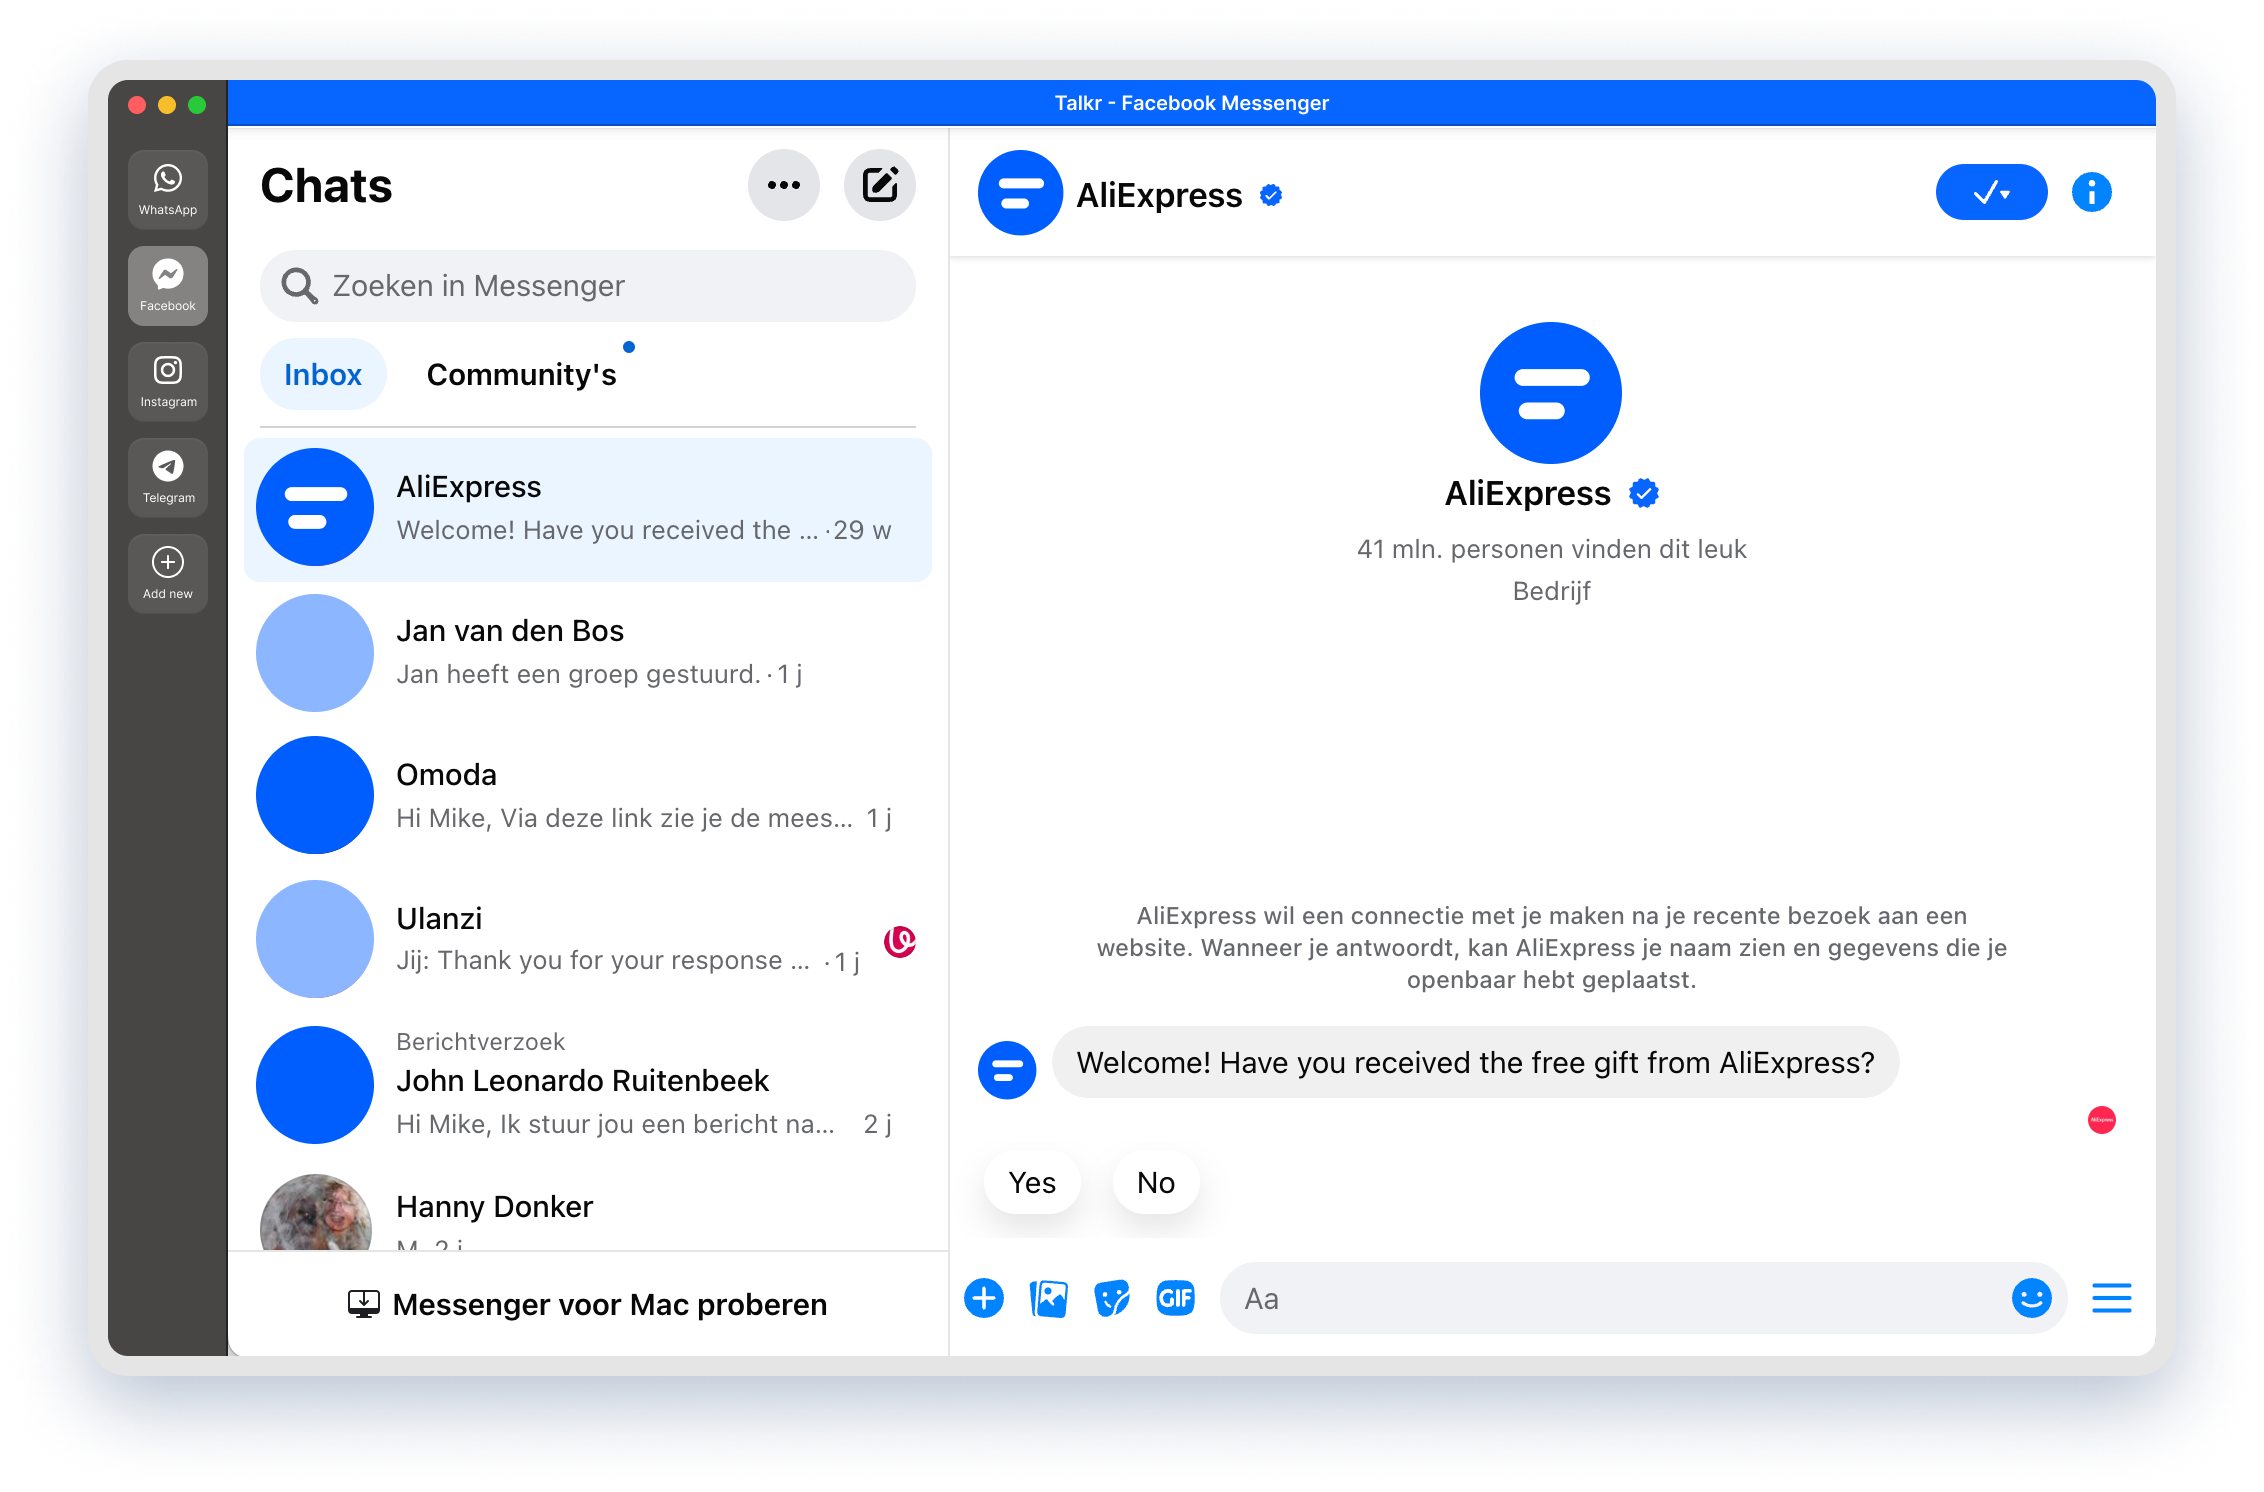 Talkr - Facebook Messenger
WhatsApp
Facebook
Instagram
Telegram
Add new
Chats
Zoeken in Messenger
Inbox
Community's
AliExpress
Welcome! Have you received the ... · 29 w
Jan van den Bos
Jan heeft een groep gestuurd. · 1 j
Omoda
Hi Mike, Via deze link zie je de mees... 1 j
Ulanzi
Jij: Thank you for your response ... · 1 j
Berichtverzoek
John Leonardo Ruitenbeek
Hi Mike, Ik stuur jou een bericht na... 2 j
Hanny Donker
Messenger voor Mac proberen
AliExpress
AliExpress
41 mln. personen vinden dit leuk
Bedrijf
AliExpress wil een connectie met je maken na je recente bezoek aan een
website. Wanneer je antwoordt, kan AliExpress je naam zien en gegevens die je
openbaar hebt geplaatst.
Welcome! Have you received the free gift from AliExpress?
AliExpress
Yes
No
GIF
Aa